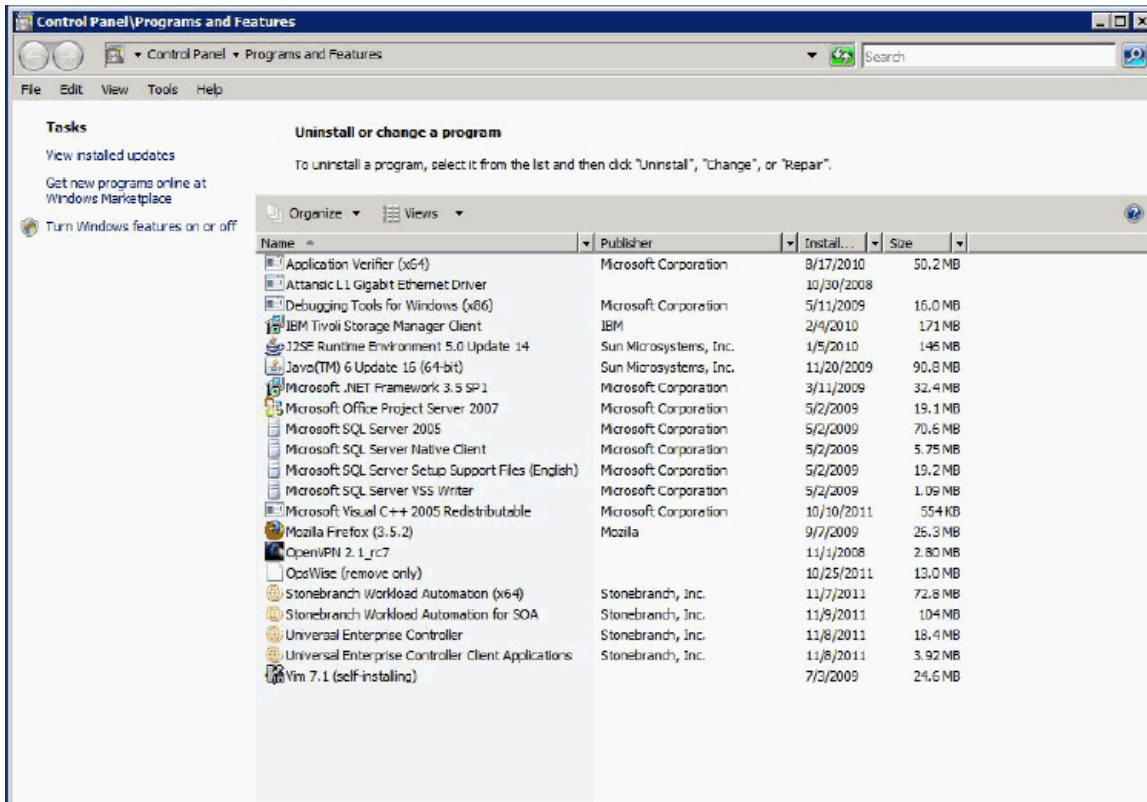 Control Panel\Programs and Features
Control Panel Programs and Features
Search
File Edit View Tools Help
Tasks
View installed updates
Get new programs online at
Windows Marketplace
Turn Windows features on or off
Uninstall or change a program
To uninstall a program, select it from the list and then click "Uninstall", "Change", or "Repair".
Organize Views
Name Publisher Install... Size
Application Verifier (x64) Microsoft Corporation 8/17/2010 50.2 MB
Attansic L1 Gigabit Ethernet Driver 10/30/2008
Debugging Tools for Windows (x86) Microsoft Corporation 5/11/2009 16.0 MB
IBM Tivoli Storage Manager Client IBM 2/4/2010 171 MB
J2SE Runtime Environment 5.0 Update 14 Sun Microsystems, Inc. 1/5/2010 146 MB
Java(TM) 6 Update 16 (64-bit) Sun Microsystems, Inc. 11/20/2009 90.8 MB
Microsoft .NET Framework 3.5 SP1 Microsoft Corporation 3/11/2009 32.4 MB
Microsoft Office Project Server 2007 Microsoft Corporation 5/2/2009 19.1 MB
Microsoft SQL Server 2005 Microsoft Corporation 5/2/2009 70.6 MB
Microsoft SQL Server Native Client Microsoft Corporation 5/2/2009 5.75 MB
Microsoft SQL Server Setup Support Files (English) Microsoft Corporation 5/2/2009 19.2 MB
Microsoft SQL Server VSS Writer Microsoft Corporation 5/2/2009 1.09 MB
Microsoft Visual C++ 2005 Redistributable Microsoft Corporation 10/10/2011 554 KB
Mozilla Firefox (3.5.2) Mozilla 9/7/2009 26.3 MB
OpenVPN 2.1_rc7 11/1/2008 2.80 MB
OpsWise (remove only) 10/25/2011 13.0 MB
Stonebranch Workload Automation (x64) Stonebranch, Inc. 11/7/2011 72.8 MB
Stonebranch Workload Automation for SOA Stonebranch, Inc. 11/9/2011 104 MB
Universal Enterprise Controller Stonebranch, Inc. 11/8/2011 18.4 MB
Universal Enterprise Controller Client Applications Stonebranch, Inc. 11/8/2011 3.92 MB
Vim 7.1 (self-installing) 7/3/2009 24.6 MB